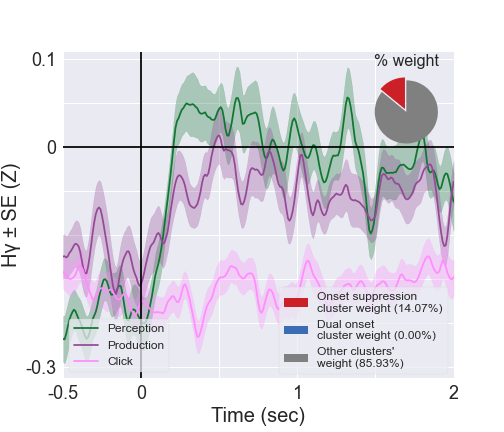 % weight
0.1
0
-0.3
Hγ ± SE (Z)
Perception
Production
Click
Onset suppression
cluster weight (14.07%)
Dual onset
cluster weight (0.00%)
Other clusters'
weight (85.93%)
-0.5
0
1
2
Time (sec)